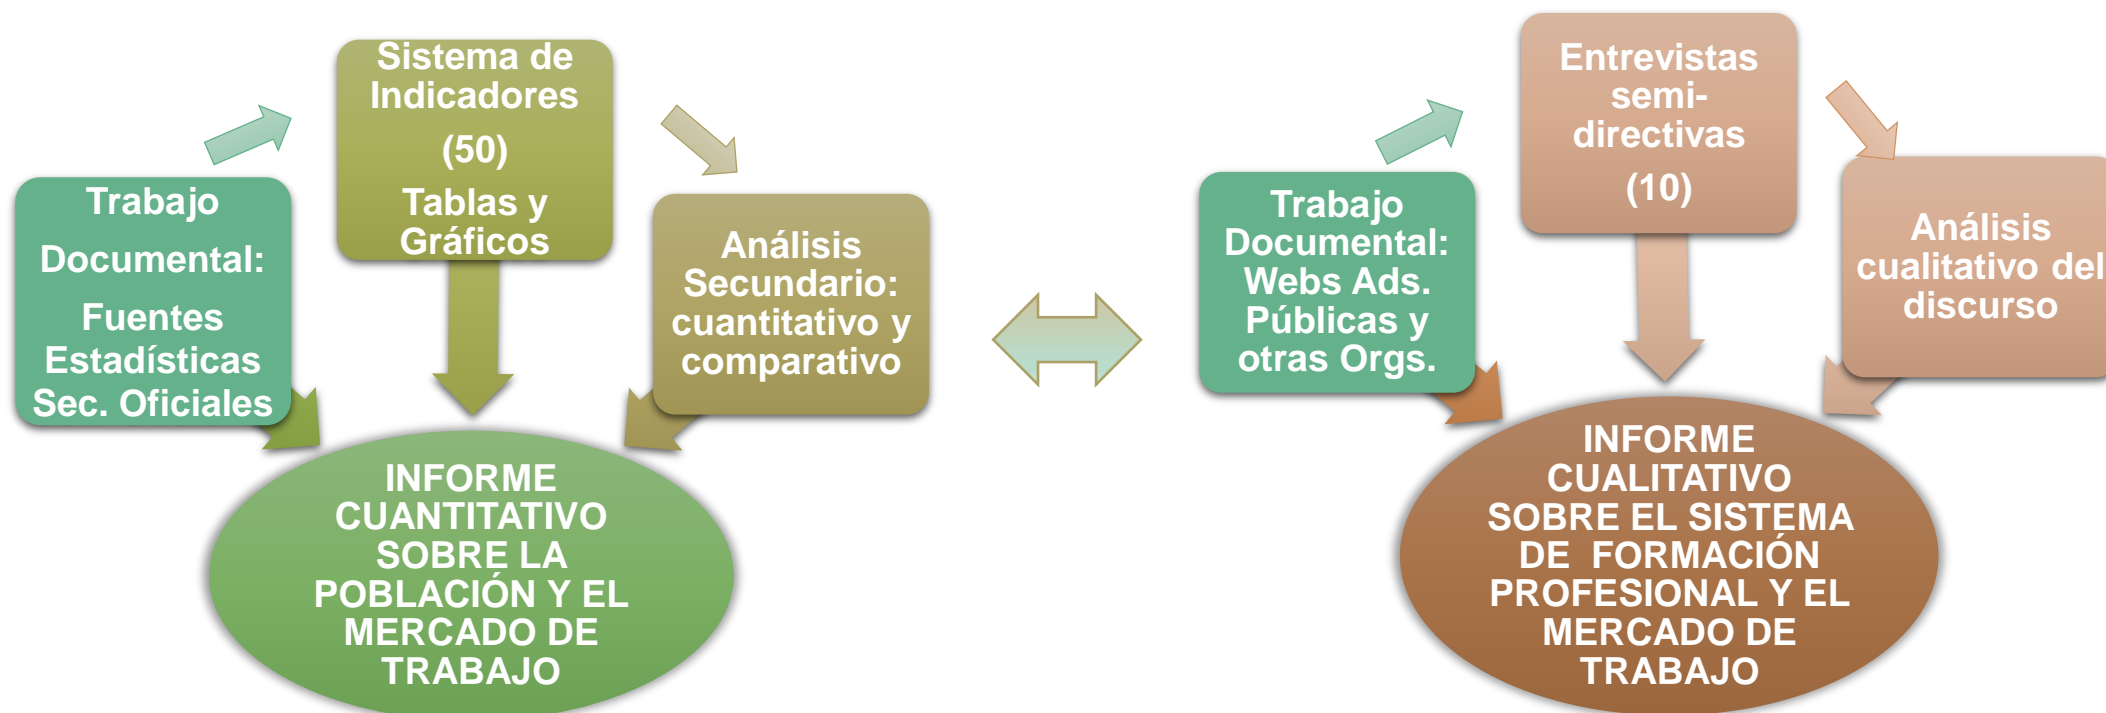 Trabajo
Documental:
Fuentes
Estadísticas
Sec. Oficiales
Sistema de
Indicadores
(50)
Tablas y
Gráficos
Análisis
Secundario:
cuantitativo y
comparativo
INFORME
CUANTITATIVO
SOBRE LA
POBLACIÓN Y EL
MERCADO DE
TRABAJO
Trabajo
Documental:
Webs Ads.
Públicas y
otras Orgs.
Entrevistas
semi-
directivas
(10)
Análisis
cualitativo del
discurso
INFORME
CUALITATIVO
SOBRE EL SISTEMA
DE  FORMACIÓN
PROFESIONAL Y EL
MERCADO DE
TRABAJO